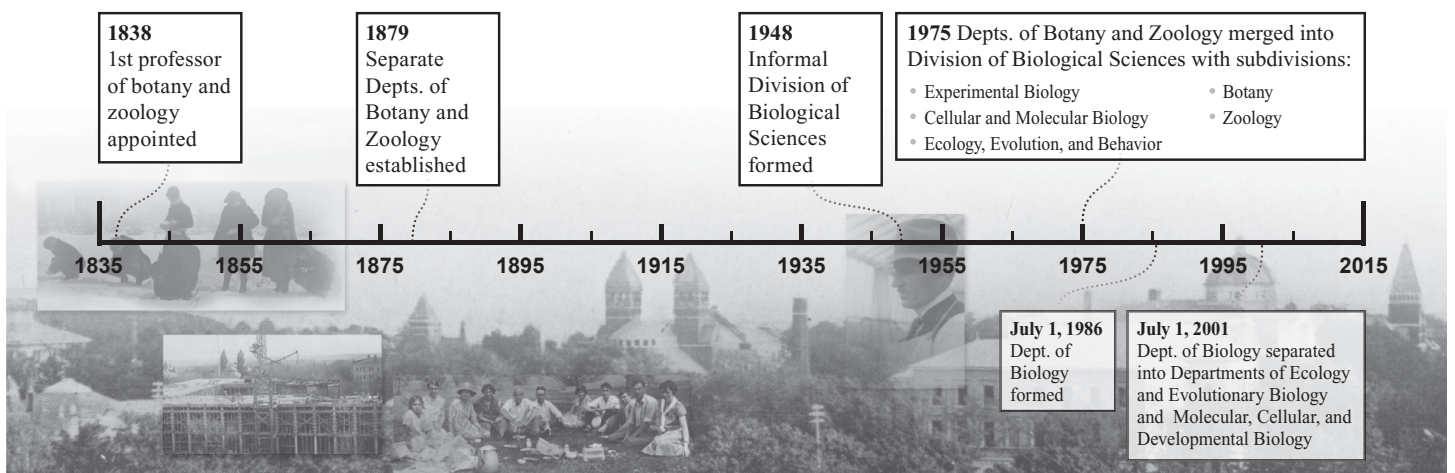 1838
1st professor
of botany and
zoology
appointed
1879
Separate
Depts. of
Botany and
Zoology
established
1948
Informal
Division of
Biological
Sciences
formed
1975 Depts. of Botany and Zoology merged into
Division of Biological Sciences with subdivisions:
• Experimental Biology
• Cellular and Molecular Biology
• Ecology, Evolution, and Behavior
• Botany
• Zoology
1835 1855 1875 1895 1915 1935 1955 1975 1995 2015
July 1, 1986
Dept. of
Biology
formed
July 1, 2001
Dept. of Biology separated
into Departments of Ecology
and Evolutionary Biology
and Molecular, Cellular, and
Developmental Biology